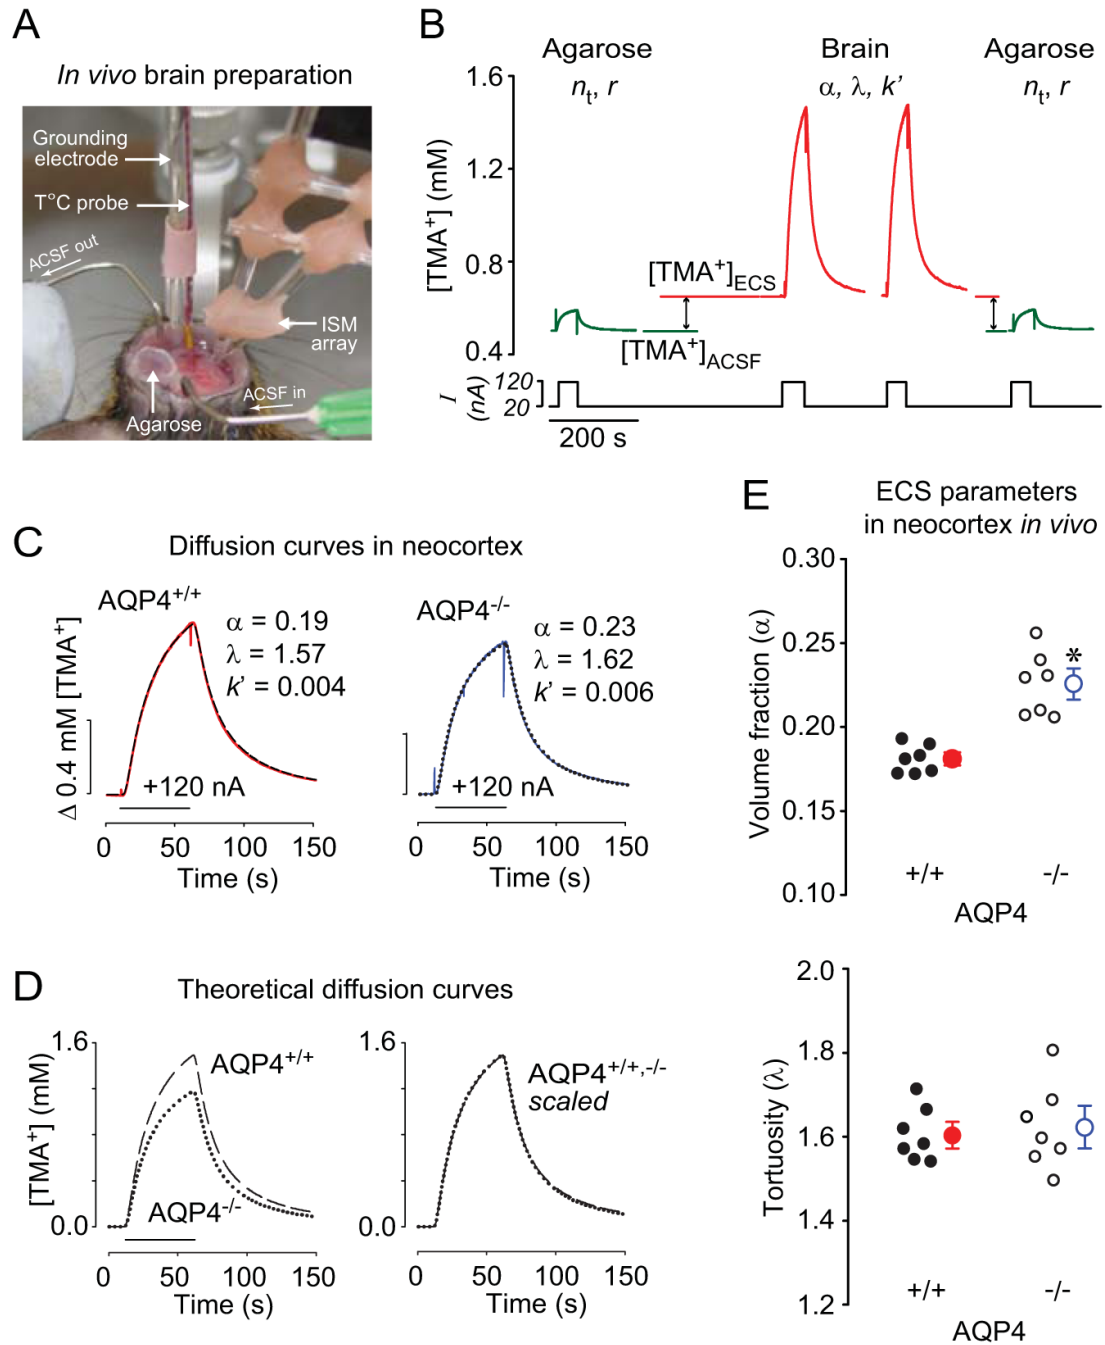 A
In vivo brain preparation
Grounding
electrode
T°C probe
ACSF out
ISM
array
ACSF in
Agarose
B
Agarose
Brain
Agarose
nt, r
α, λ, k’
nt, r
[TMA+] (mM)
1.6
1.2
0.8
0.4
[TMA+]ECS
[TMA+]ACSF
I
(nA)
120
20
200 s
C
Diffusion curves in neocortex
AQP4+/+
α = 0.19
λ = 1.57
k’ = 0.004
AQP4-/-
α = 0.23
λ = 1.62
k’ = 0.006
Δ 0.4 mM [TMA+]
+120 nA
+120 nA
0 50 100 150
Time (s)
0 50 100 150
Time (s)
D
Theoretical diffusion curves
[TMA+] (mM)
1.6
0.0
AQP4+/+
AQP4-/-
1.6
0.0
AQP4+/+,-/-
scaled
0 50 100 150
Time (s)
0 50 100 150
Time (s)
E
ECS parameters
in neocortex in vivo
Volume fraction (α)
0.30
0.25
0.20
0.15
0.10
*
+/+ -/-
AQP4
Tortuosity (λ)
2.0
1.8
1.6
1.4
1.2
+/+ -/-
AQP4